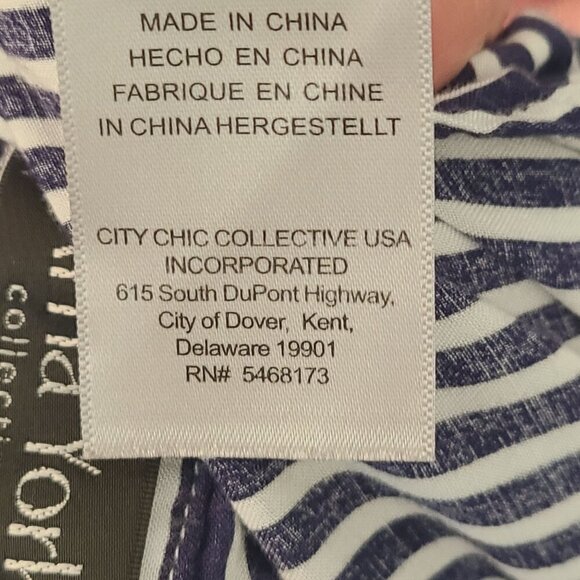 MADE IN CHINA
HECHO EN CHINA
FABRIQUE EN CHINE
IN CHINA HERGESTELLT
CITY CHIC COLLECTIVE USA
INCORPORATED
615 South DuPont Highway,
City of Dover, Kent,
Delaware 19901
RN# 5468173
York